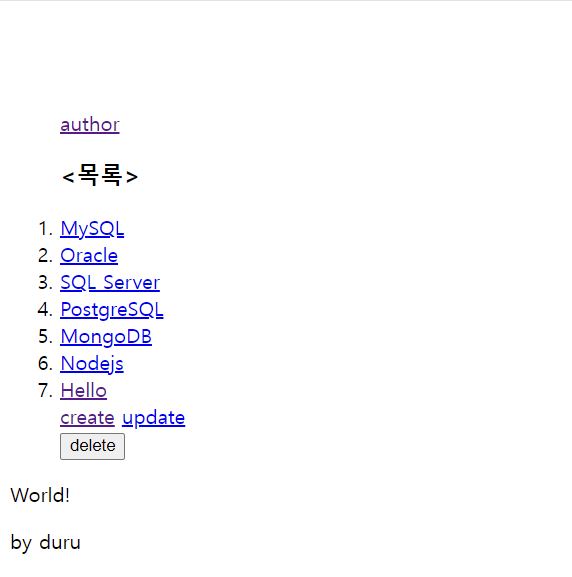 author
<목록>
1. MySQL
2. Oracle
3. SQL Server
4. PostgreSQL
5. MongoDB
6. Nodejs
7. Hello
create update
delete
World!
by duru